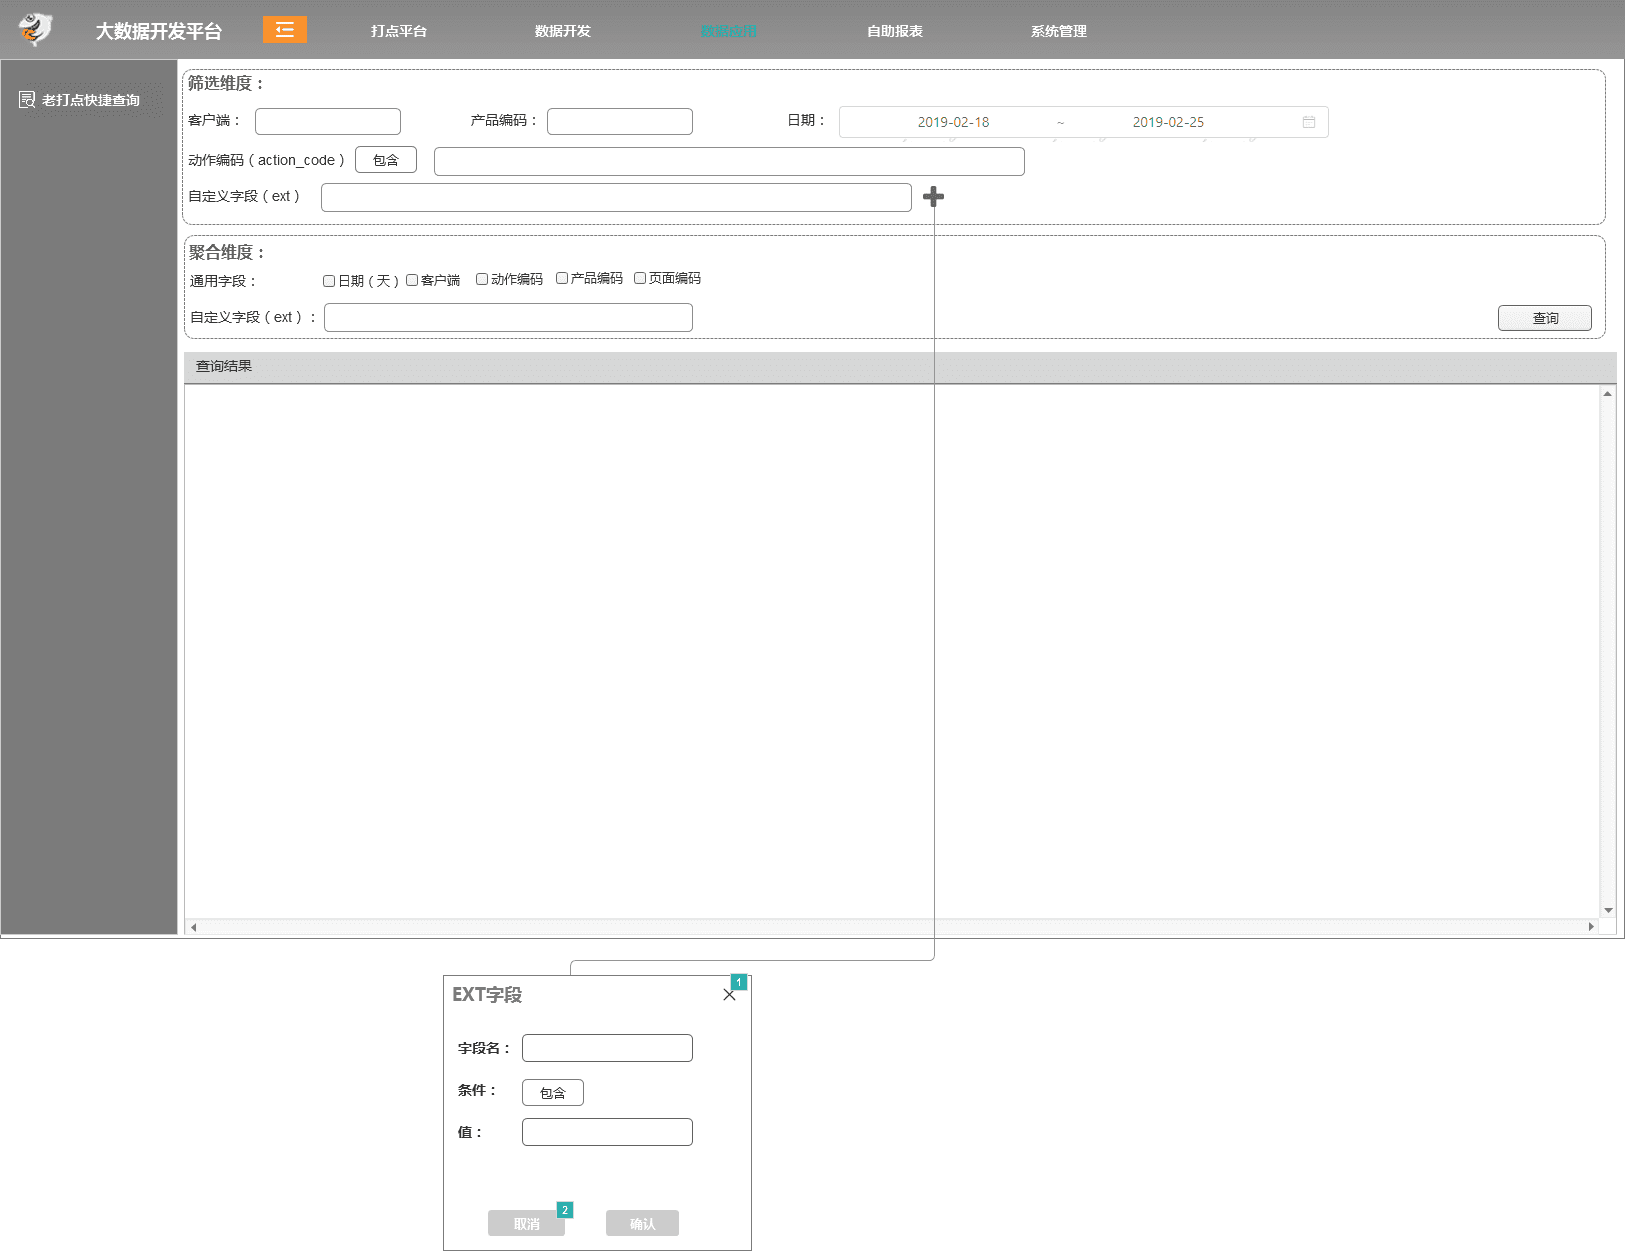 大数据开发平台 打点平台 数据开发 数据应用 自助报表 系统管理
老打点快捷查询
筛选维度：
客户端： 产品编码： 日期： 2019-02-18 ~ 2019-02-25
动作编码（action_code） 包含
自定义字段（ext）
聚合维度：
通用字段： 日期（天） 客户端 动作编码 产品编码 页面编码
自定义字段（ext）： 查询
查询结果
1
EXT字段
字段名：
条件： 包含
值：
2
取消 确认